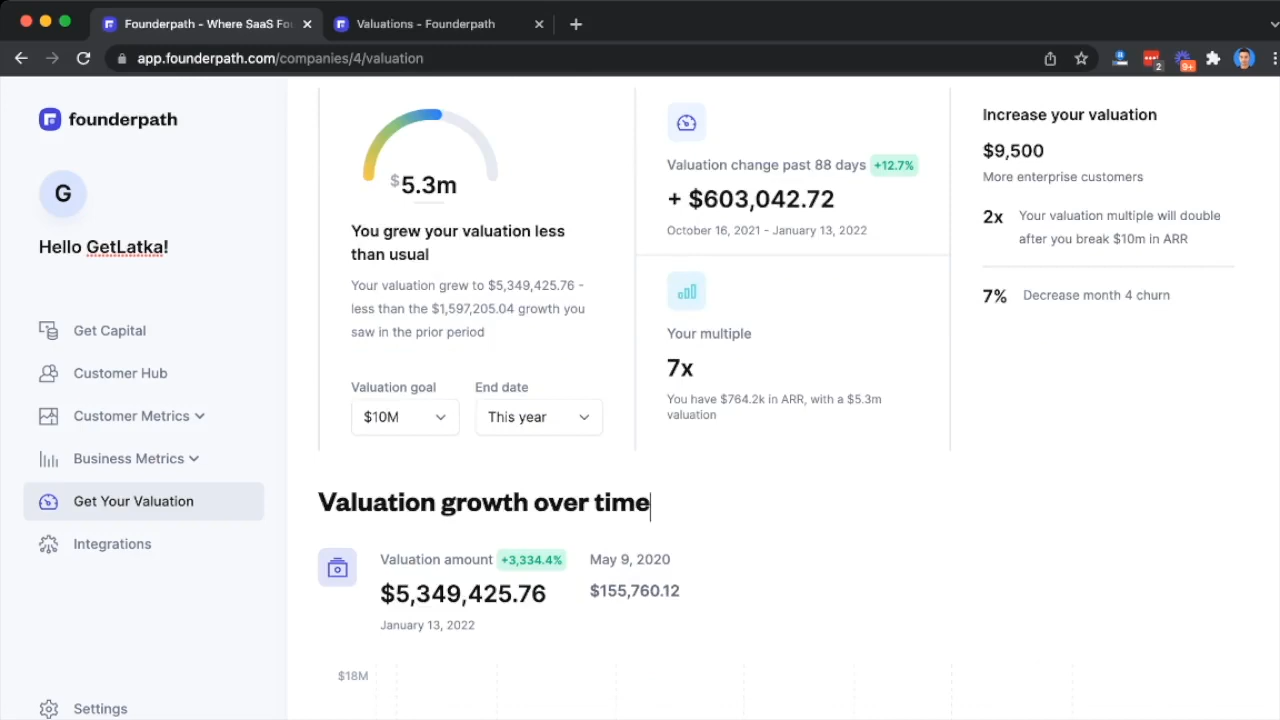 Founderpath - Where SaaS Fou
Valuations - Founderpath
app.founderpath.com/companies/4/valuation
2
9+
founderpath
G
Hello GetLatka!
Get Capital
Customer Hub
Customer Metrics
Business Metrics
Get Your Valuation
Integrations
Settings
$5.3m
You grew your valuation less
than usual
Your valuation grew to $5,349,425.76 -
less than the $1,597,205.04 growth you
saw in the prior period
Valuation goal
End date
$10M
This year
Valuation change past 88 days +12.7%
+ $603,042.72
October 16, 2021 - January 13, 2022
Your multiple
7x
You have $764.2k in ARR, with a $5.3m
valuation
Increase your valuation
$9,500
More enterprise customers
2x Your valuation multiple will double
after you break $10m in ARR
7% Decrease month 4 churn
Valuation growth over time
Valuation amount +3,334.4%
$5,349,425.76
January 13, 2022
May 9, 2020
$155,760.12
$18M